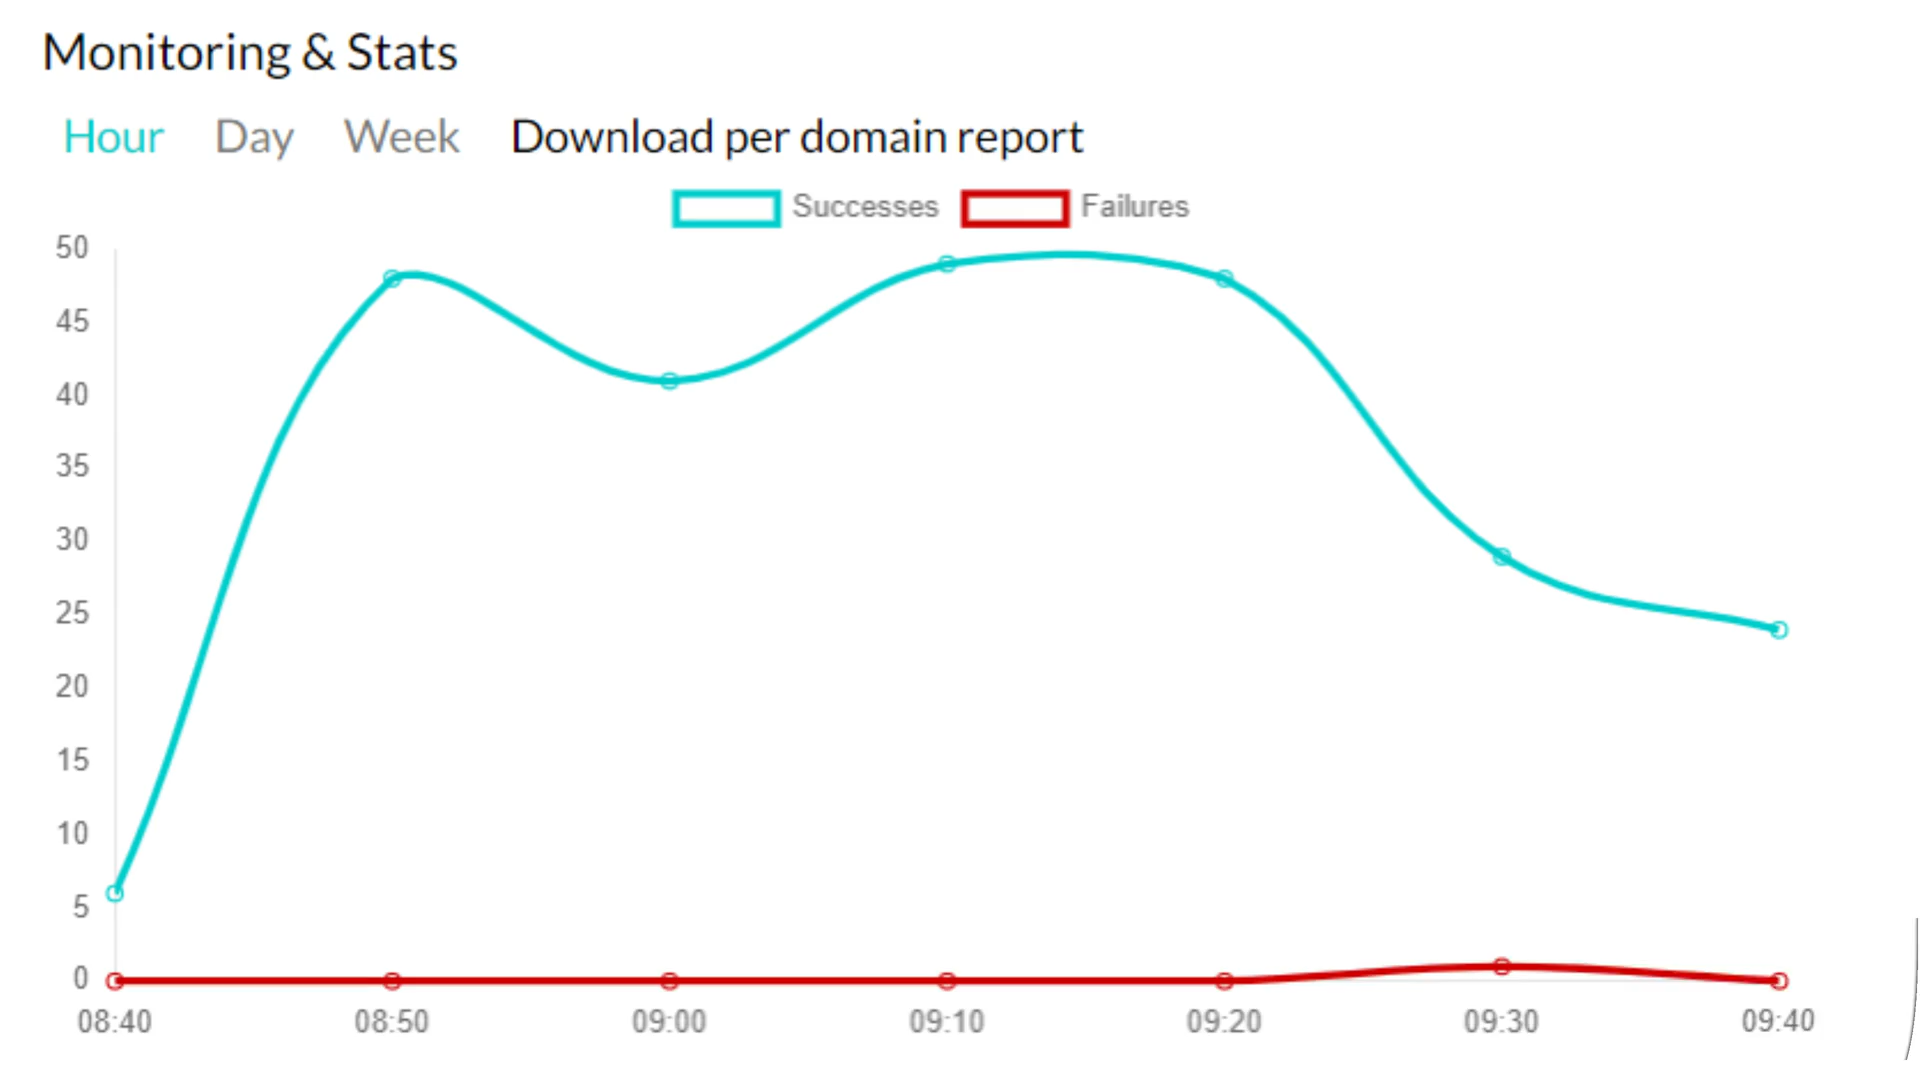 Monitoring & Stats
Hour Day Week Download per domain report
Successes Failures
50
45
40
35
30
25
20
15
10
5
0
08:40 08:50 09:00 09:10 09:20 09:30 09:40